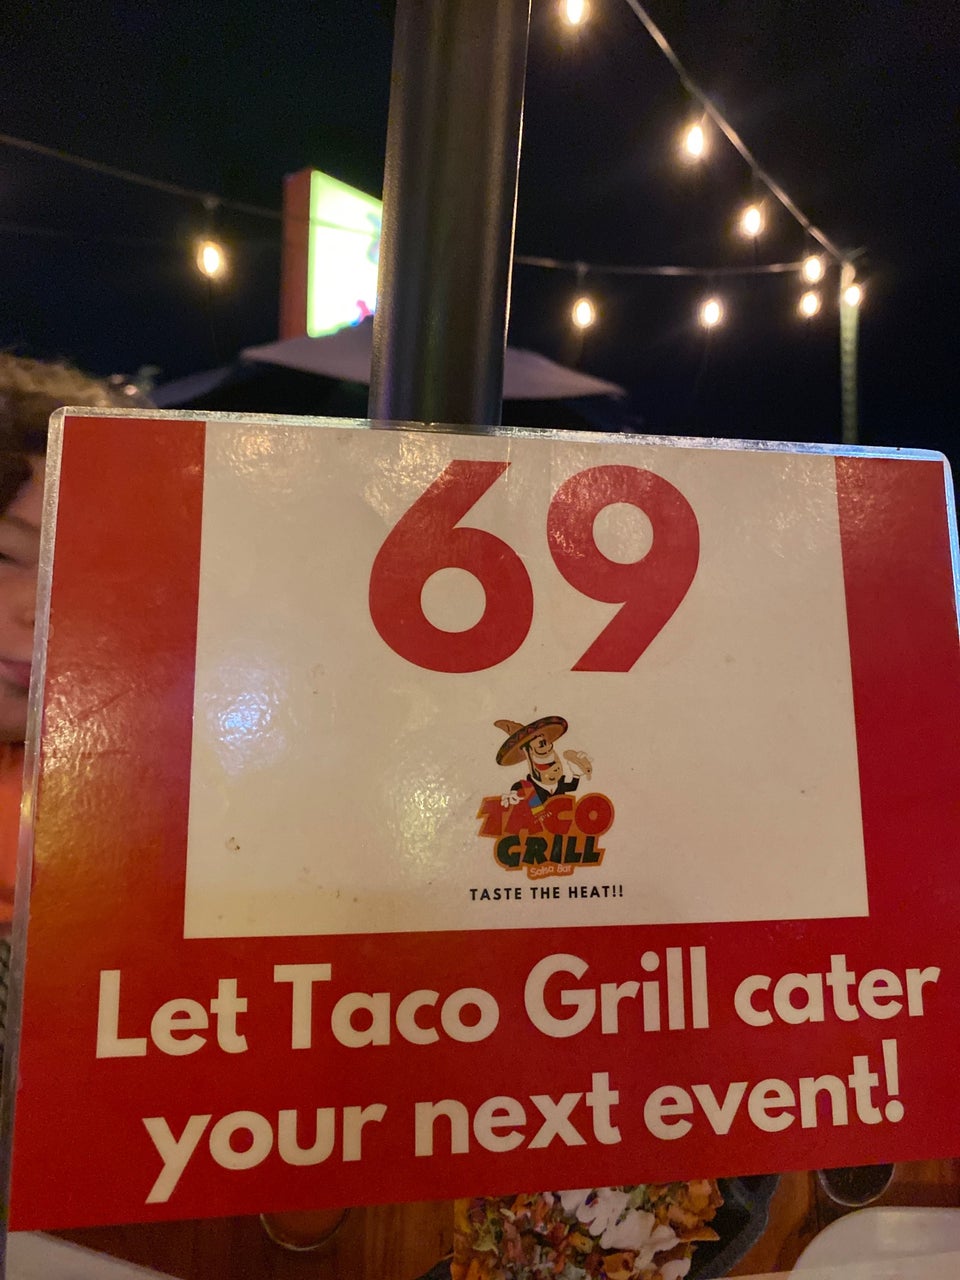 69
TACO
GRILL
Salsa Bar
TASTE THE HEAT!!
Let Taco Grill cater
your next event!